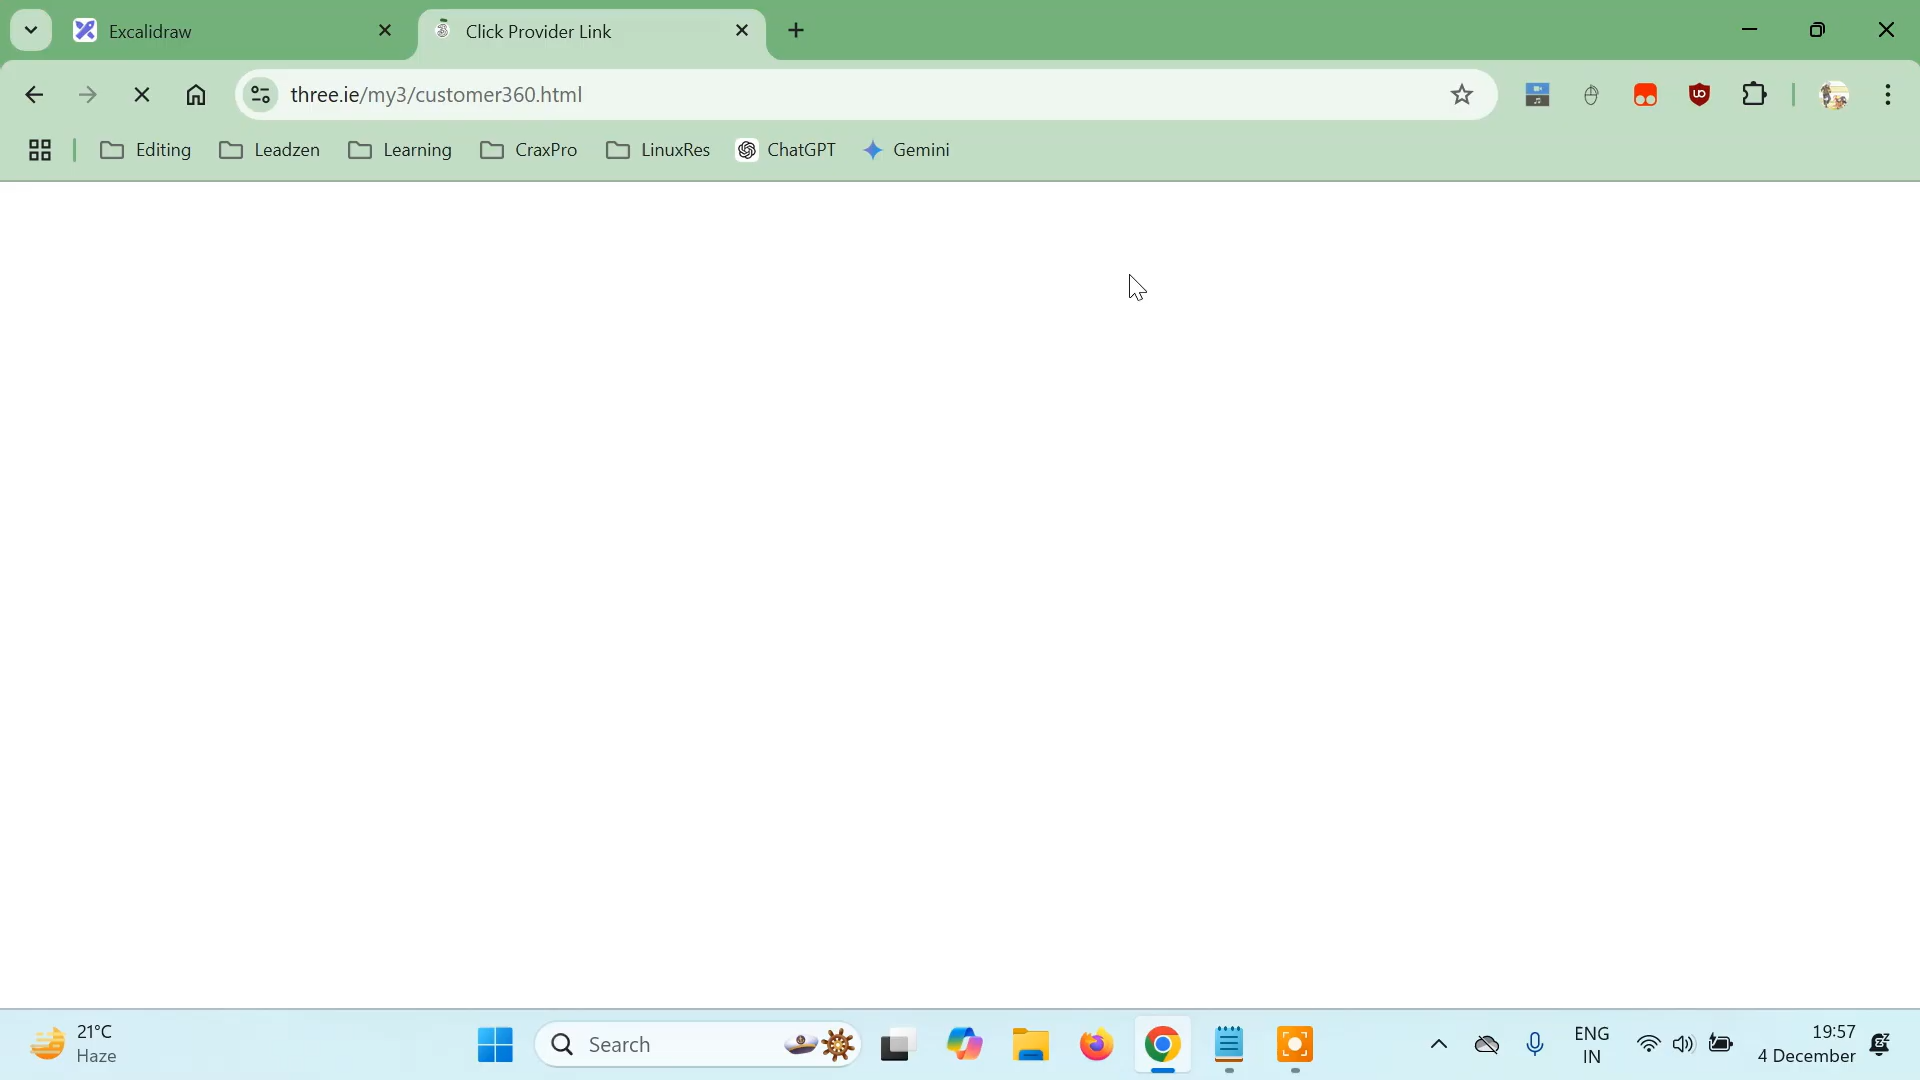 Excalidraw
Click Provider Link
three.ie/my3/customer360.html
Editing
Leadzen
Learning
CraxPro
LinuxRes
ChatGPT
Gemini
21°C
Haze
Search
ENG
IN
19:57
4 December